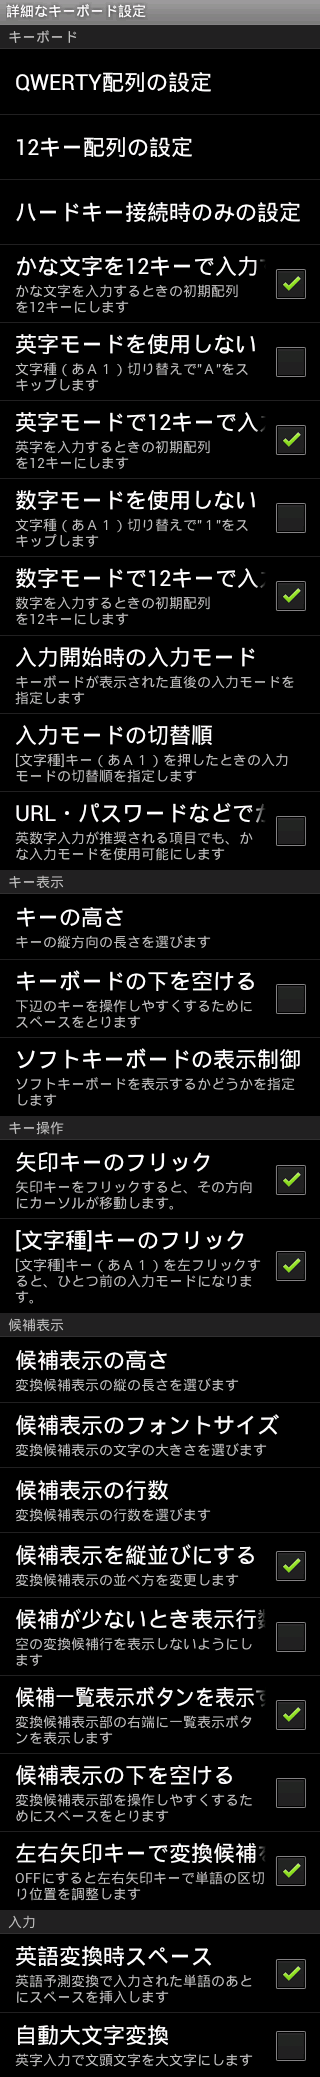 詳細なキーボード設定
キーボード
QWERTY配列の設定
12キー配列の設定
ハードキー接続時のみの設定
かな文字を12キーで入力
かな文字を入力するときの初期配列
を12キーにします
英字モードを使用しない
文字種（あA１）切り替えで"A"をス
キップします
英字モードで12キーで入
英字を入力するときの初期配列
を12キーにします
数字モードを使用しない
文字種（あA１）切り替えで"１"をス
キップします
数字モードで12キーで入
数字を入力するときの初期配列
を12キーにします
入力開始時の入力モード
キーボードが表示された直後の入力モードを
指定します
入力モードの切替順
[文字種]キー（あA１）を押したときの入力
モードの切替順を指定します
URL・パスワードなどでか
英数字入力が推奨される項目でも、か
な入力モードを使用可能にします
キー表示
キーの高さ
キーの縦方向の長さを選びます
キーボードの下を空ける
下辺のキーを操作しやすくするために
スペースをとります
ソフトキーボードの表示制御
ソフトキーボードを表示するかどうかを指定
します
キー操作
矢印キーのフリック
矢印キーをフリックすると、その方向
にカーソルが移動します。
[文字種]キーのフリック
[文字種]キー（あA１）を左フリックす
ると、ひとつ前の入力モードになりま
す。
候補表示
候補表示の高さ
変換候補表示の縦の長さを選びます
候補表示のフォントサイズ
変換候補表示の文字の大きさを選びます
候補表示の行数
変換候補表示の行数を選びます
候補表示を縦並びにする
変換候補表示の並べ方を変更します
候補が少ないとき表示行数
空の変換候補行を表示しないようにし
ます
候補一覧表示ボタンを表示す
変換候補表示部の右端に一覧表示ボタ
ンを表示します
候補表示の下を空ける
変換候補表示部を操作しやすくするた
めにスペースをとります
左右矢印キーで変換候補を
OFFにすると左右矢印キーで単語の区切
り位置を調整します
入力
英語変換時スペース
英語予測変換で入力された単語のあと
にスペースを挿入します
自動大文字変換
英字入力で文頭文字を大文字にします